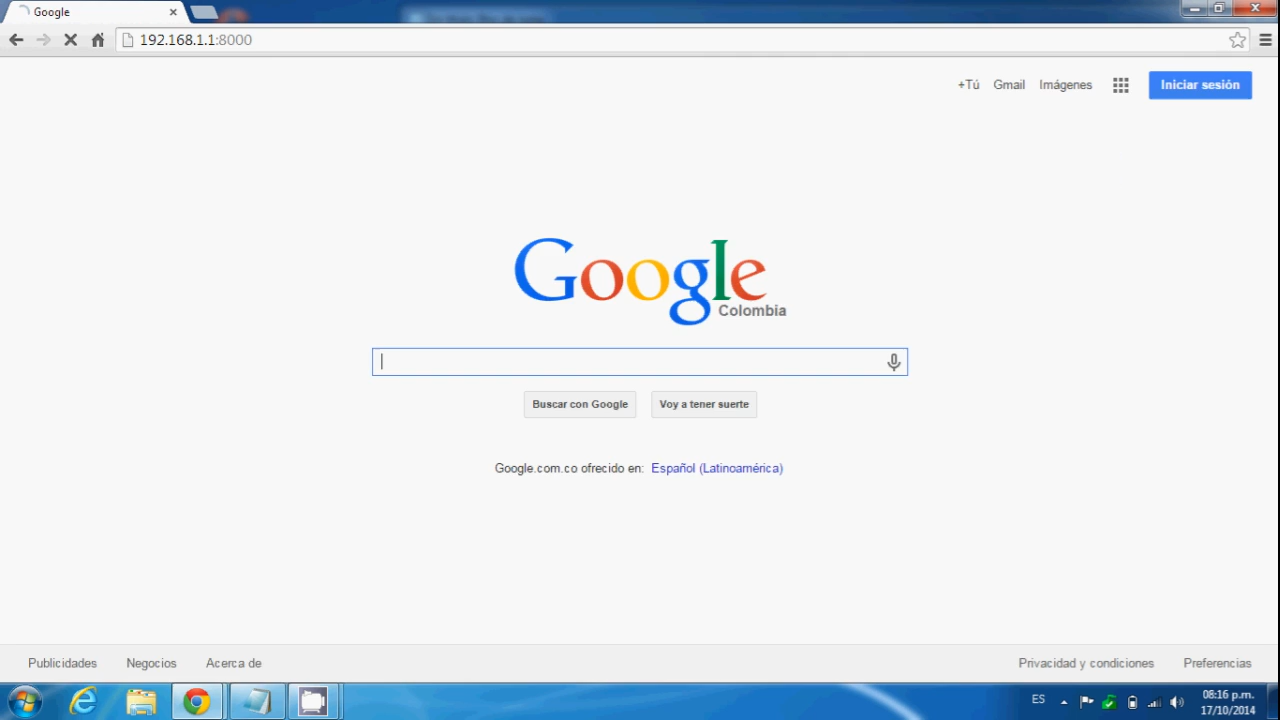 Google
192.168.1.1:8000
+Tú Gmail Imágenes Iniciar sesión
Google
Colombia
Buscar con Google Voy a tener suerte
Google.com.co ofrecido en: Español (Latinoamérica)
Publicidades Negocios Acerca de Privacidad y condiciones Preferencias
ES 08:16 p.m.
17/10/2014